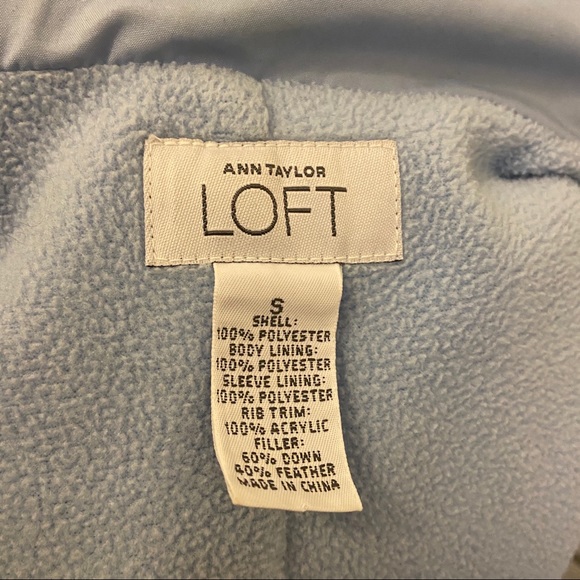 ANN TAYLOR
LOFT
S
SHELL:
100% POLYESTER
BODY LINING:
100% POLYESTER
SLEEVE LINING:
100% POLYESTER
RIB TRIM:
100% ACRYLIC
FILLER:
60% DOWN
40% FEATHER
MADE IN CHINA